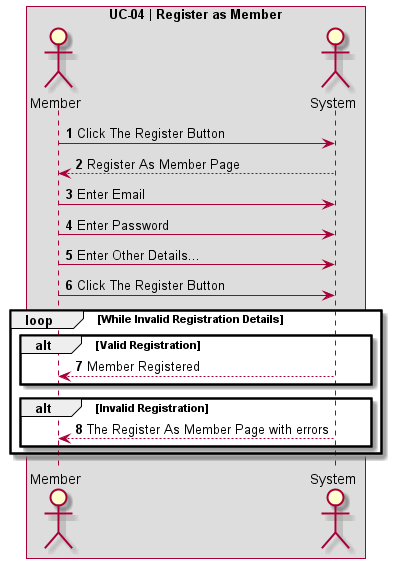 UC-04 | Register as Member
Member System
1 Click The Register Button
2 Register As Member Page
3 Enter Email
4 Enter Password
5 Enter Other Details...
6 Click The Register Button
loop [While Invalid Registration Details]
alt [Valid Registration]
7 Member Registered
alt [Invalid Registration]
8 The Register As Member Page with errors
Member System